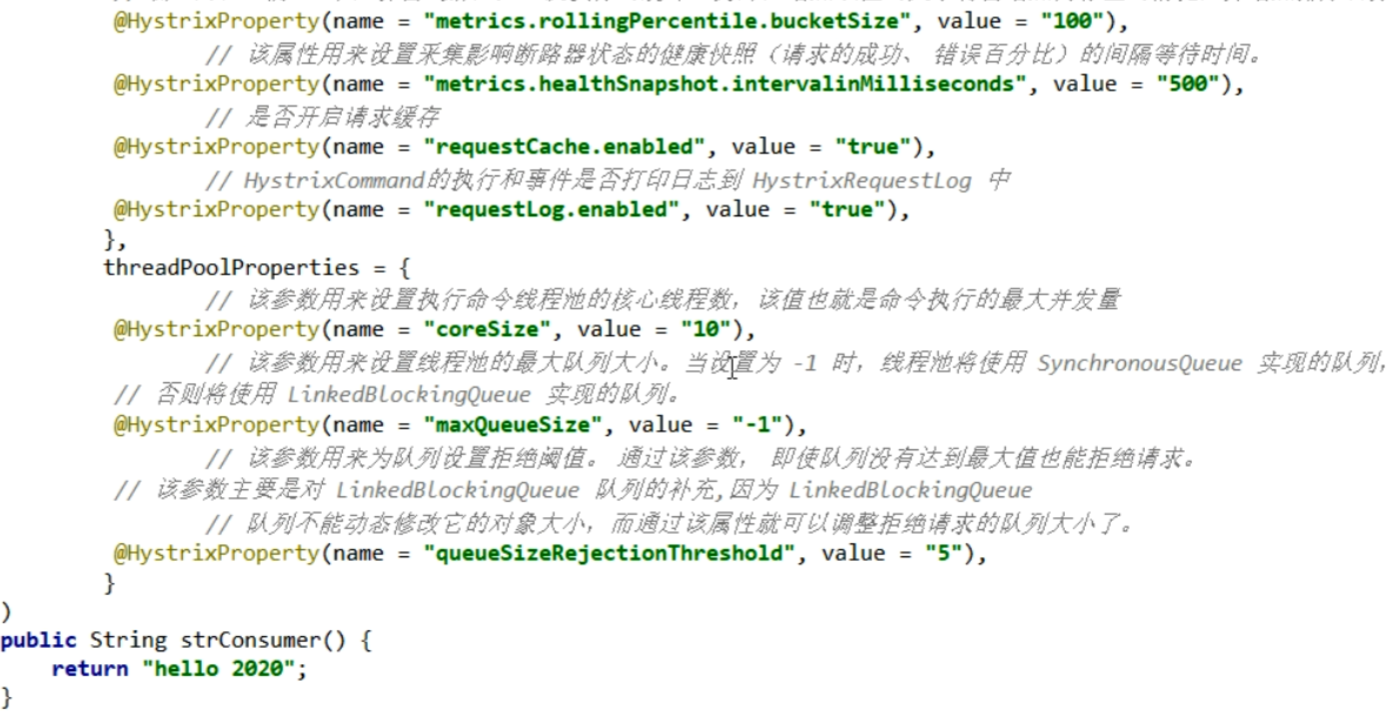 @HystrixProperty(name = "metrics.rollingPercentile.bucketSize", value = "100"),
// 该属性用来设置采集影响断路器状态的健康快照（请求的成功、 错误百分比）的间隔等待时间。
@HystrixProperty(name = "metrics.healthSnapshot.intervalinMilliseconds", value = "500"),
// 是否开启请求缓存
@HystrixProperty(name = "requestCache.enabled", value = "true"),
// HystrixCommand的执行和事件是否打印日志到 HystrixRequestLog 中
@HystrixProperty(name = "requestLog.enabled", value = "true"),
},
threadPoolProperties = {
// 该参数用来设置执行命令线程池的核心线程数，该值也就是命令执行的最大并发量
@HystrixProperty(name = "coreSize", value = "10"),
// 该参数用来设置线程池的最大队列大小。当设置为 -1 时，线程池将使用 SynchronousQueue 实现的队列，
// 否则将使用 LinkedBlockingQueue 实现的队列。
@HystrixProperty(name = "maxQueueSize", value = "-1"),
// 该参数用来为队列设置拒绝阈值。 通过该参数， 即使队列没有达到最大值也能拒绝请求。
// 该参数主要是对 LinkedBlockingQueue 队列的补充,因为 LinkedBlockingQueue
// 队列不能动态修改它的对象大小，而通过该属性就可以调整拒绝请求的队列大小了。
@HystrixProperty(name = "queueSizeRejectionThreshold", value = "5"),
}
)
public String strConsumer() {
return "hello 2020";
}